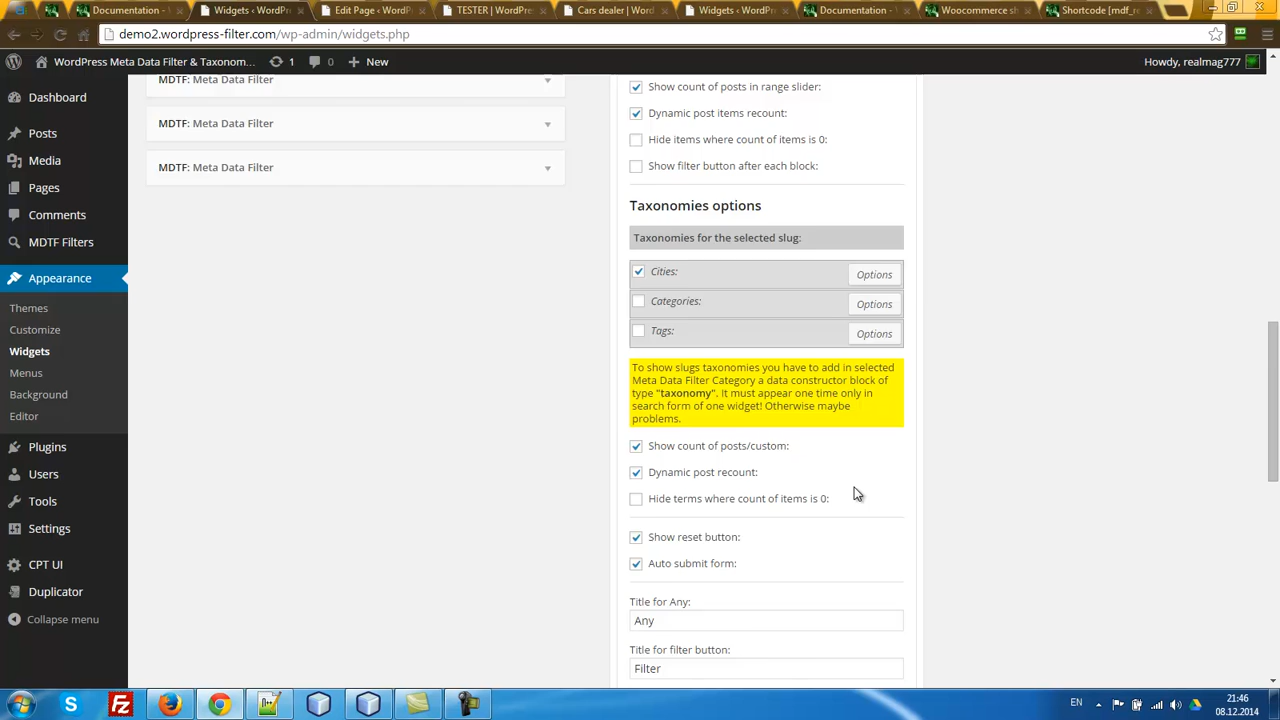 Documentation -
Widgets ‹ WordPr
Edit Page ‹ WordPre
TESTER | WordPres
Cars dealer | Word
Widgets ‹ WordPr
Documentation -
Woocommerce sh
Shortcode [mdf_re
demo2.wordpress-filter.com/wp-admin/widgets.php
WordPress Meta Data Filter & Taxonom... 1 0 New Howdy, realmag777
Dashboard
Posts
Media
Pages
Comments
MDTF Filters
Appearance
Themes
Customize
Widgets
Menus
Background
Editor
Plugins
Users
Tools
Settings
CPT UI
Duplicator
Collapse menu
MDTF: Meta Data Filter
MDTF: Meta Data Filter
MDTF: Meta Data Filter
Show count of posts in range slider:
Dynamic post items recount:
Hide items where count of items is 0:
Show filter button after each block:
Taxonomies options
Taxonomies for the selected slug:
Cities: Options
Categories: Options
Tags: Options
To show slugs taxonomies you have to add in selected
Meta Data Filter Category a data constructor block of
type "taxonomy". It must appear one time only in
search form of one widget! Otherwise maybe
problems.
Show count of posts/custom:
Dynamic post recount:
Hide terms where count of items is 0:
Show reset button:
Auto submit form:
Title for Any:
Any
Title for filter button:
Filter
EN
21:46
08.12.2014